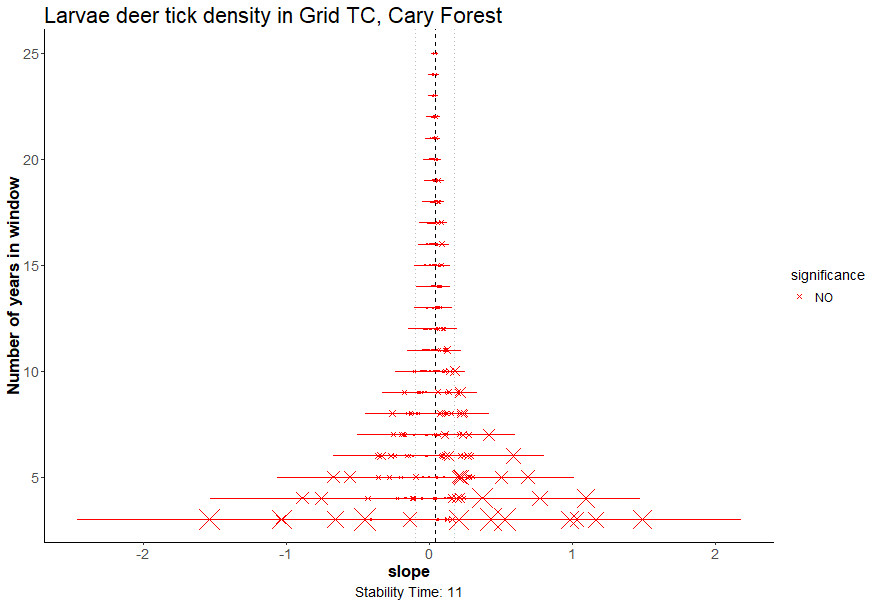 Larvae deer tick density in Grid TC, Cary Forest
25
20
15
10
5
Number of years in window
-2
-1
0
1
2
slope
Stability Time: 11
significance
NO